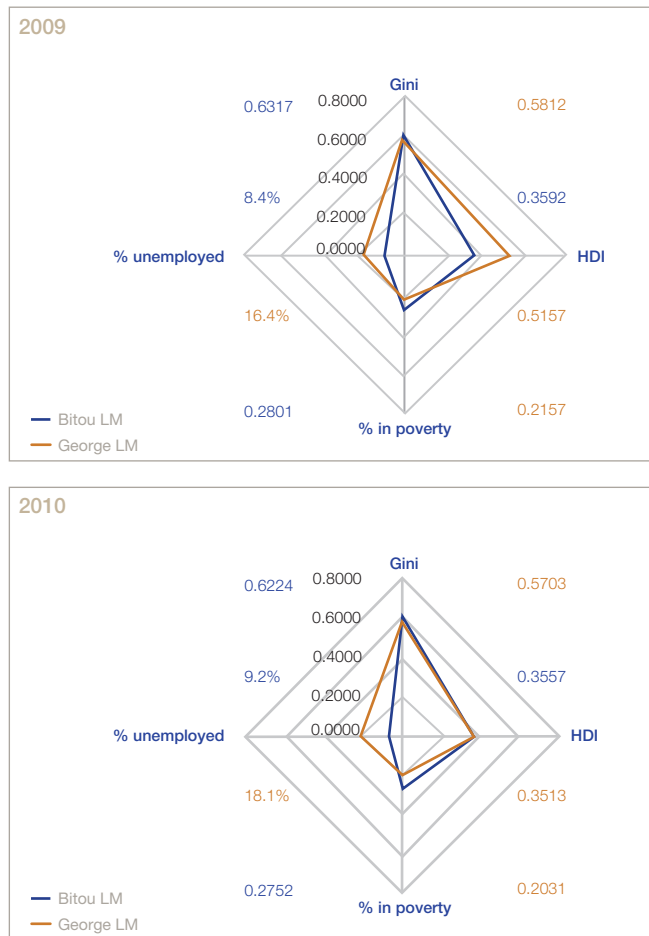 2009
Gini
0.6317
0.8000
0.5812
0.6000
0.4000
8.4%
0.3592
0.2000
0.0000
% unemployed
HDI
16.4%
0.5157
0.2801
0.2157
Bitou LM
% in poverty
George LM
2010
Gini
0.6224
0.8000
0.5703
0.6000
0.4000
9.2%
0.3557
0.2000
0.0000
% unemployed
HDI
18.1%
0.3513
0.2752
0.2031
Bitou LM
% in poverty
George LM